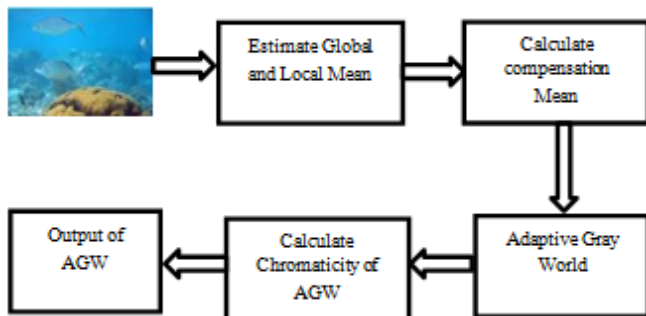 Estimate Global
and Local Mean
Calculate
compensation
Mean
Adaptive Gray
World
Calculate
Chromaticity of
AGW
Output of
AGW